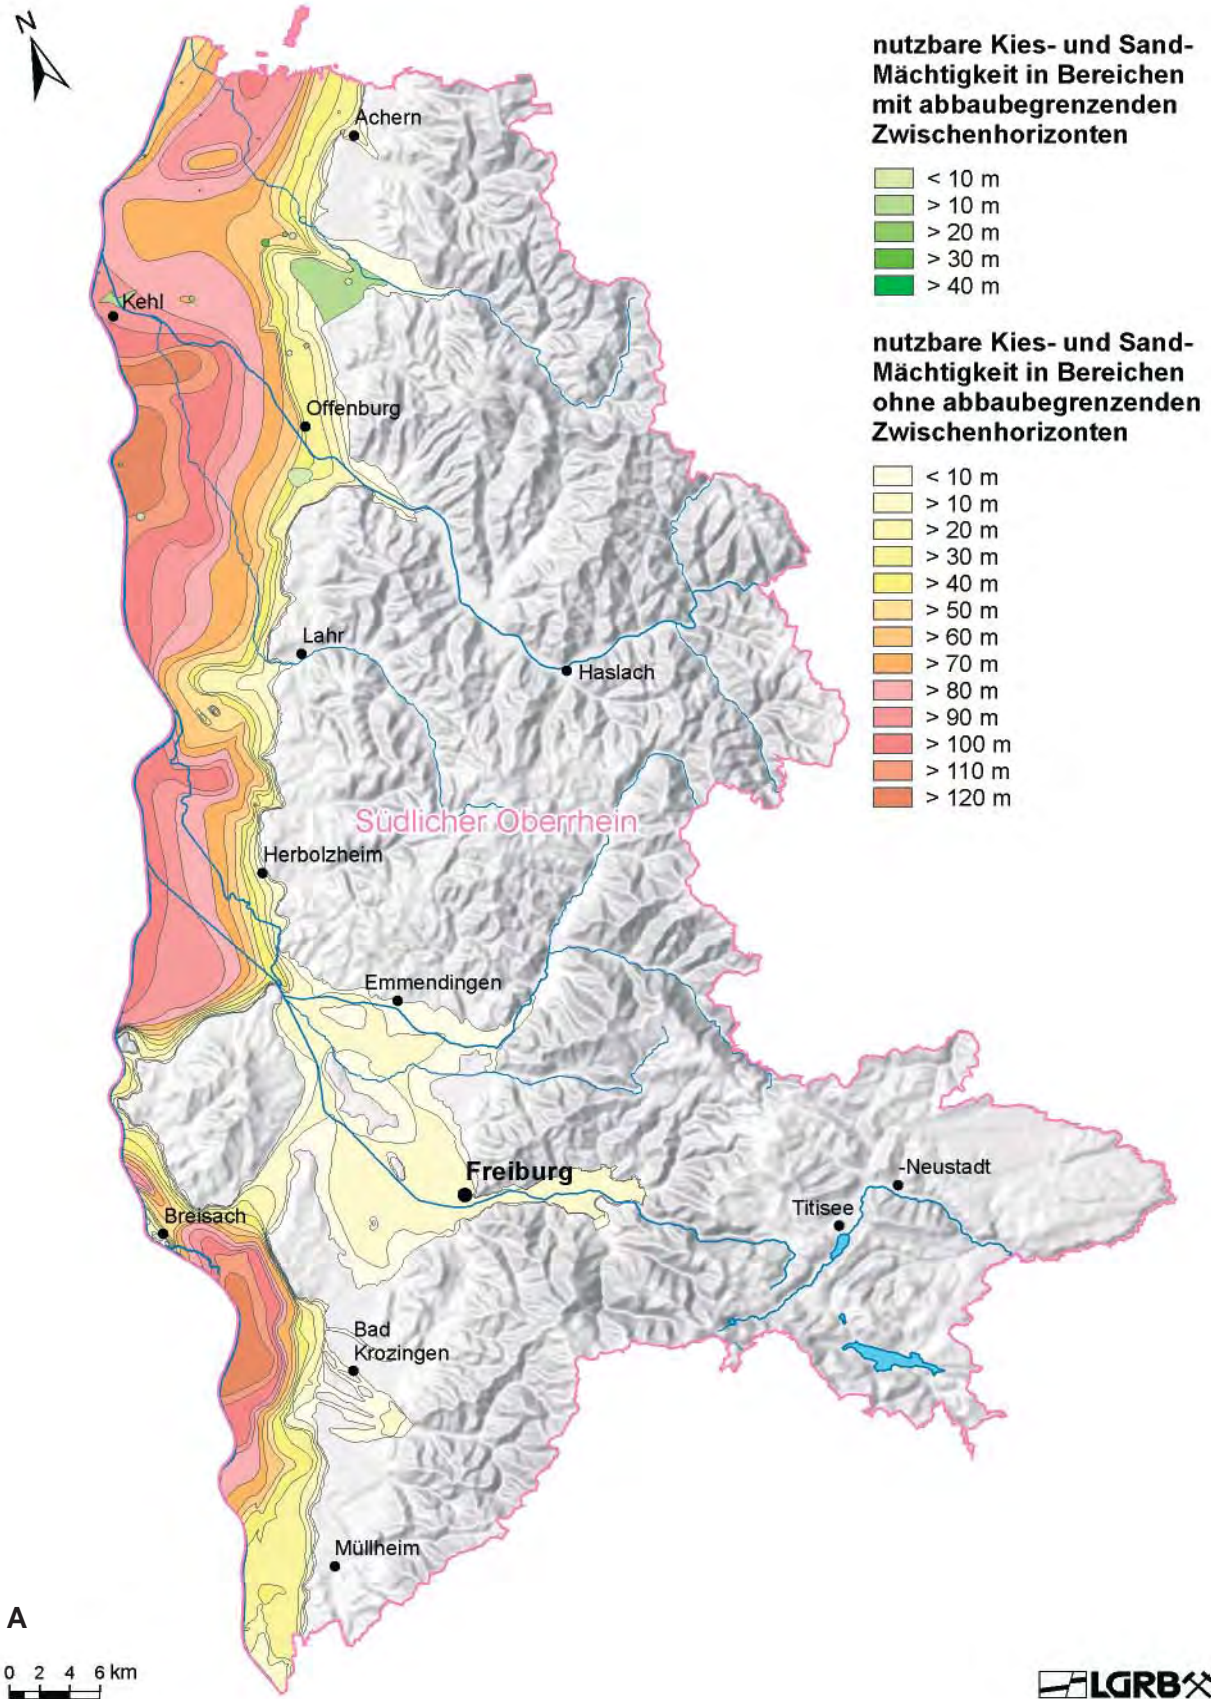 N
nutzbare Kies- und Sand-
Mächtigkeit in Bereichen
mit abbaubegrenzenden
Zwischenhorizonten
< 10 m
> 10 m
> 20 m
> 30 m
> 40 m
nutzbare Kies- und Sand-
Mächtigkeit in Bereichen
ohne abbaubegrenzenden
Zwischenhorizonten
< 10 m
> 10 m
> 20 m
> 30 m
> 40 m
> 50 m
> 60 m
> 70 m
> 80 m
> 90 m
> 100 m
> 110 m
> 120 m
Achern
Kehl
Offenburg
Lahr
Haslach
Südlicher Oberrhein
Herbolzheim
Emmendingen
Freiburg
-Neustadt
Titisee
Breisach
Bad
Krozingen
Müllheim
A
0 2 4 6 km
LGRB